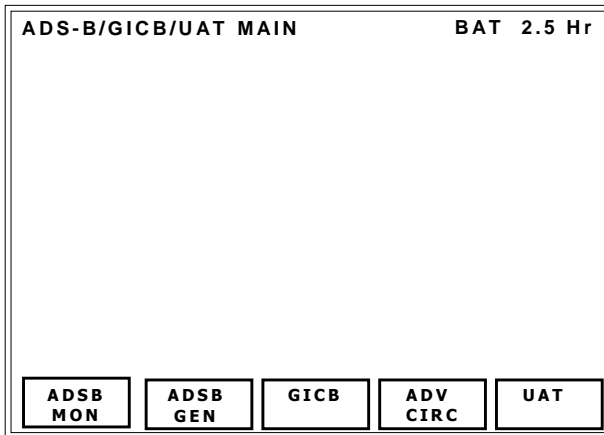 ADS-B/GICB/UAT MAIN BAT 2.5 Hr
ADSB MON
ADSB GEN
GICB
ADV CIRC
UAT